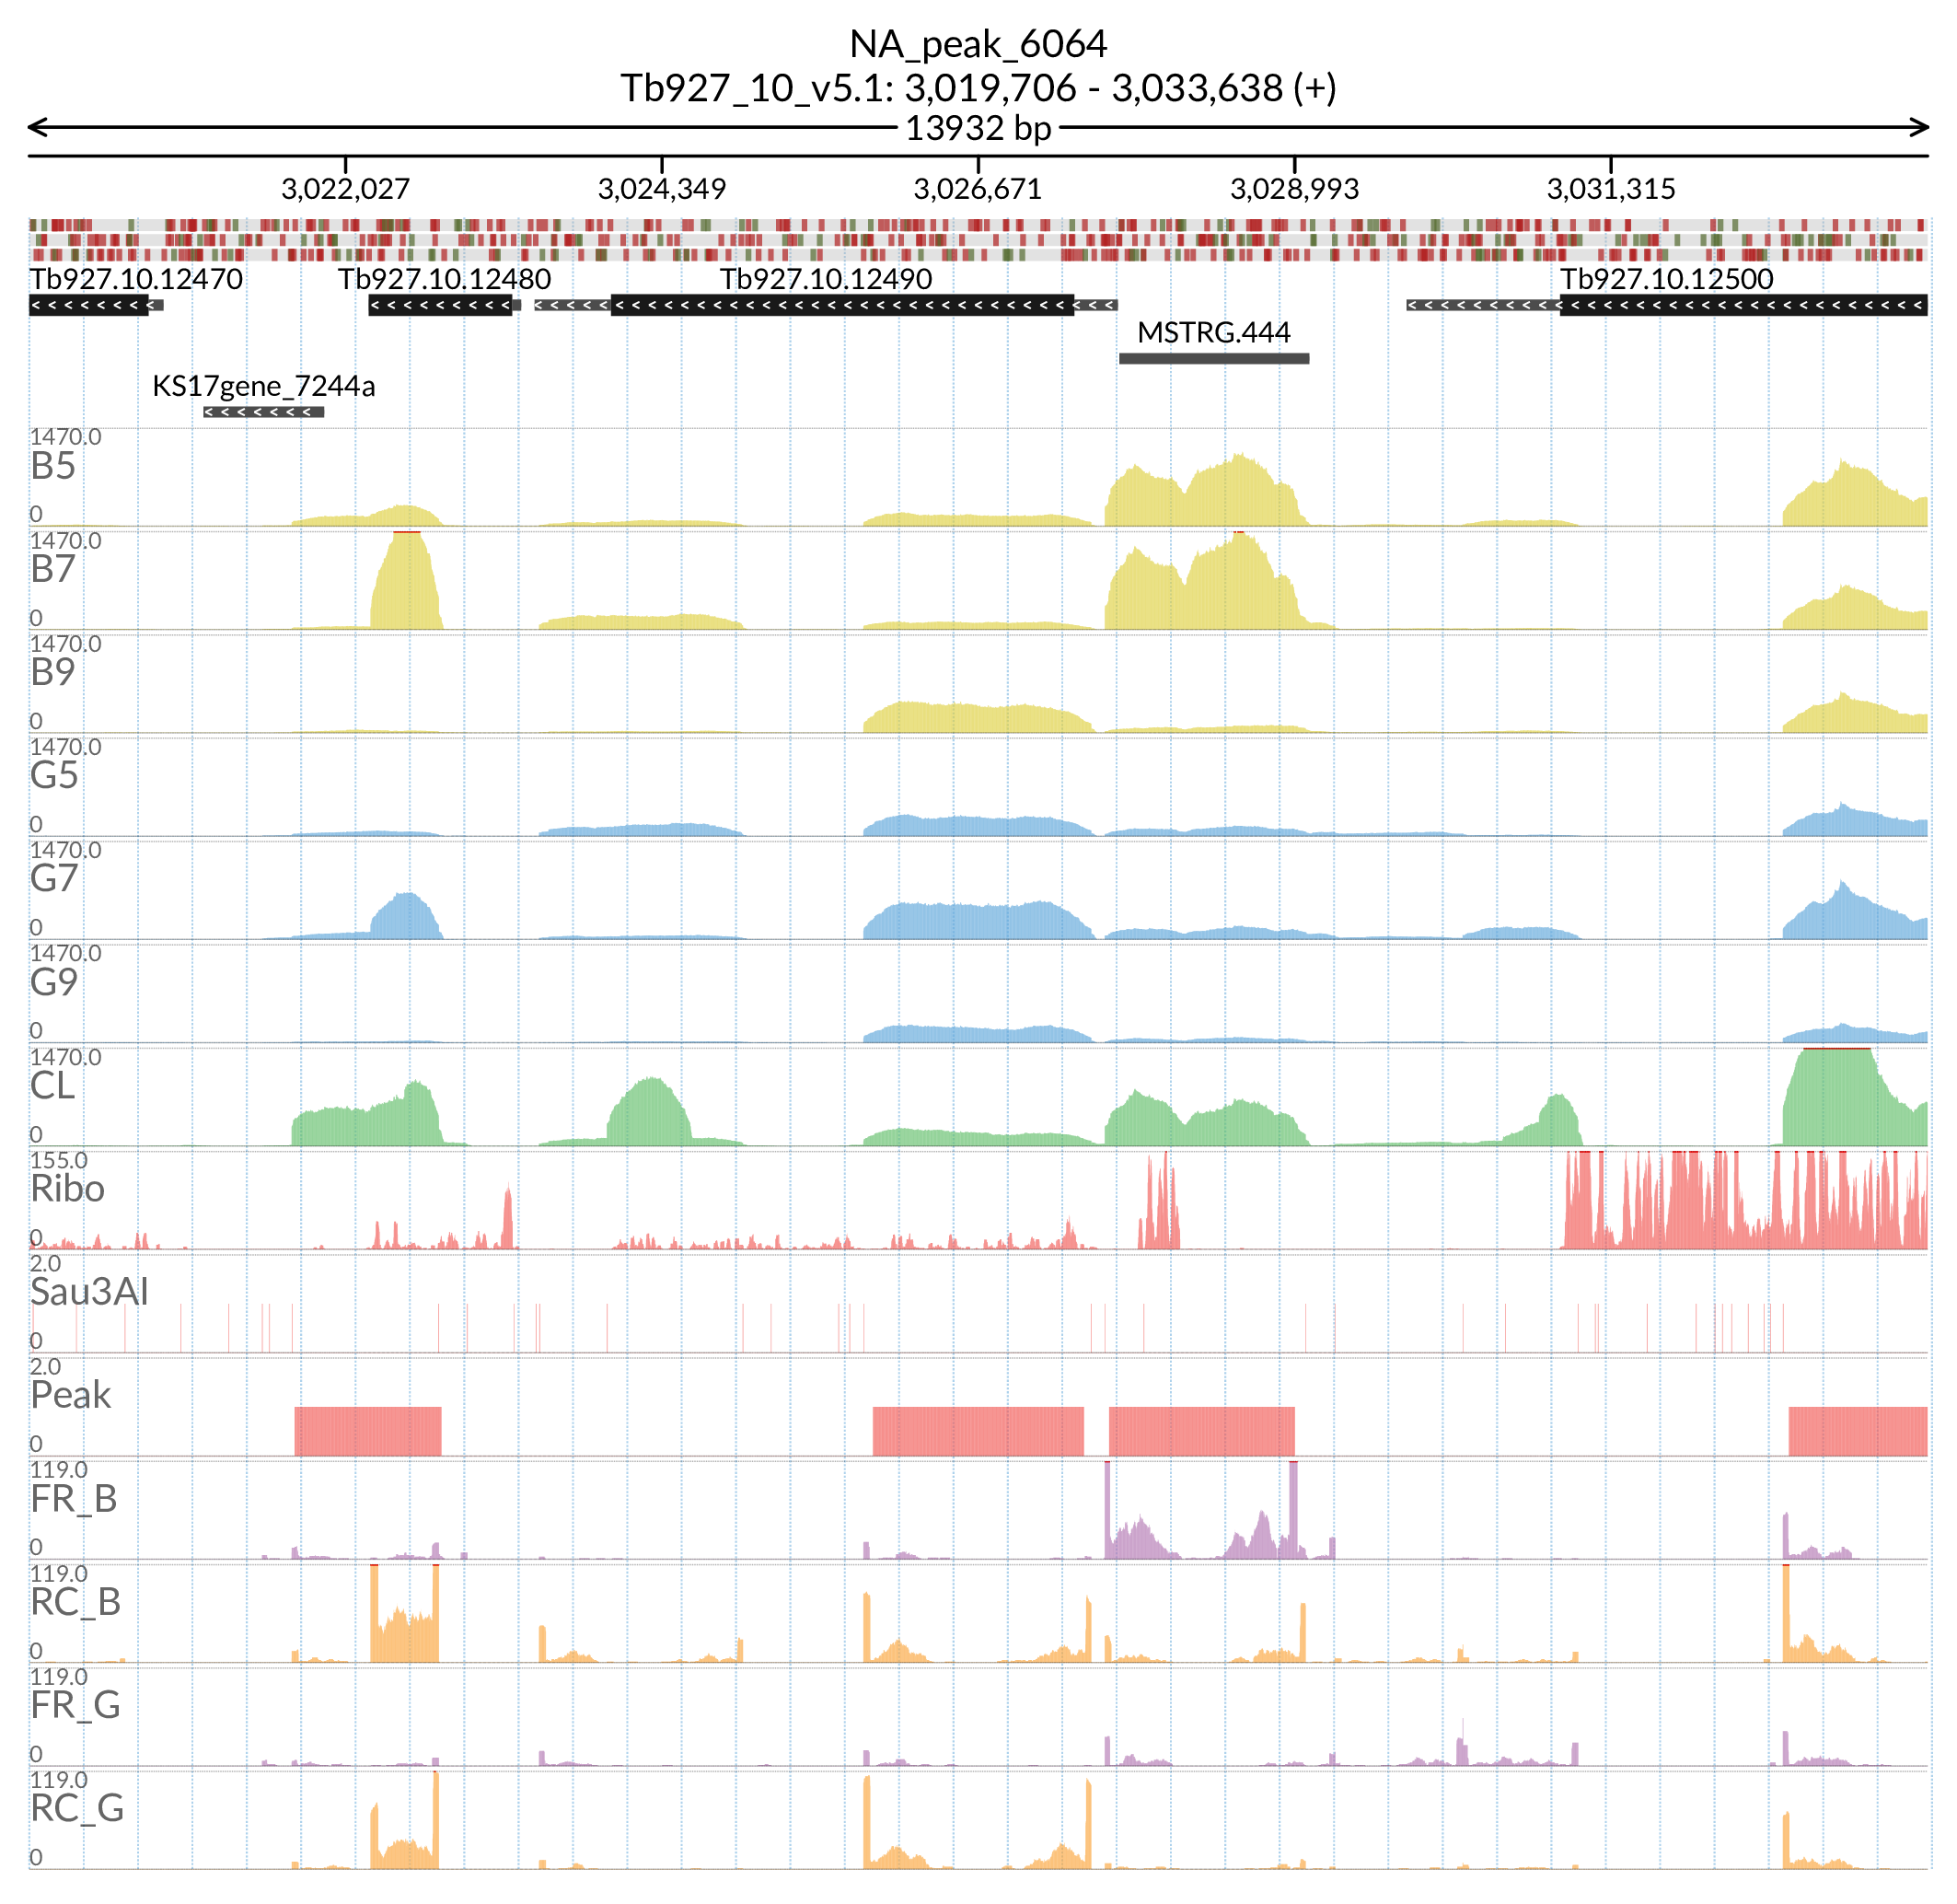 NA_peak_6064
Tb927_10_v5.1: 3,019,706 - 3,033,638 (+)
13932 bp
3,022,027 3,024,349 3,026,671 3,028,993 3,031,315
Tb927.10.12470 Tb927.10.12480 Tb927.10.12490 Tb927.10.12500
MSTRG.444
KS17gene_7244a
1470.0
B5
0
1470.0
B7
0
1470.0
B9
0
1470.0
G5
0
1470.0
G7
0
1470.0
G9
0
1470.0
CL
0
155.0
Ribo
0
2.0
Sau3AI
0
2.0
Peak
0
119.0
FR_B
0
119.0
RC_B
0
119.0
FR_G
0
119.0
RC_G
0